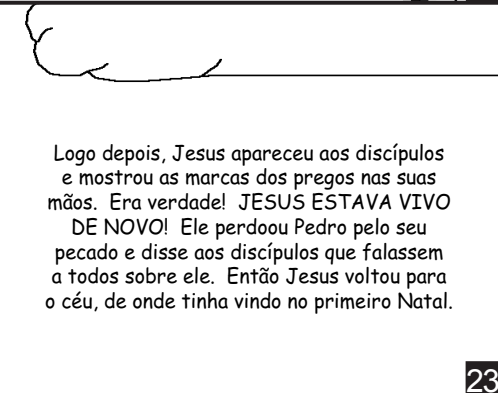 Logo depois, Jesus apareceu aos discípulos
e mostrou as marcas dos pregos nas suas
mãos.  Era verdade!  JESUS ESTAVA VIVO
DE NOVO!  Ele perdoou Pedro pelo seu
pecado e disse aos discípulos que falassem
a todos sobre ele.  Então Jesus voltou para
o céu, de onde tinha vindo no primeiro Natal.
23